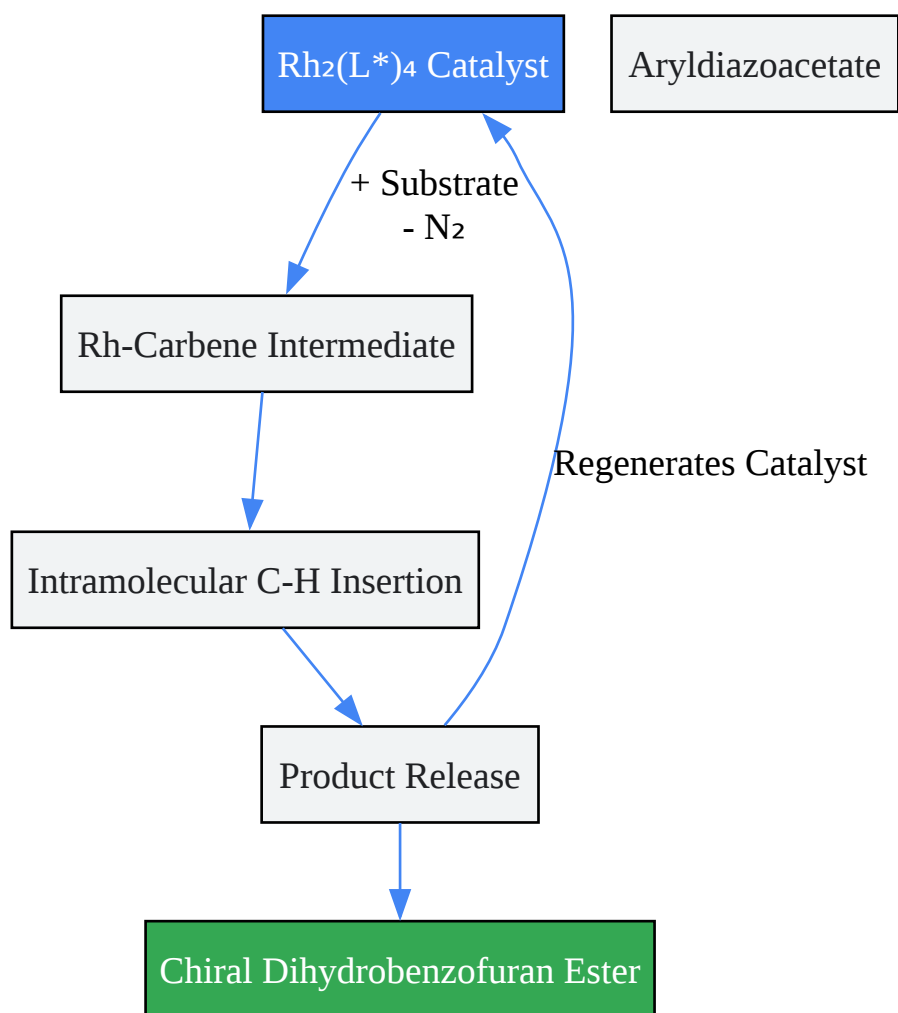 Rh₂(L*)₄ Catalyst
Aryldiazoacetate
+ Substrate
- N₂
Rh-Carbene Intermediate
Regenerates Catalyst
Intramolecular C-H Insertion
Product Release
Chiral Dihydrobenzofuran Ester